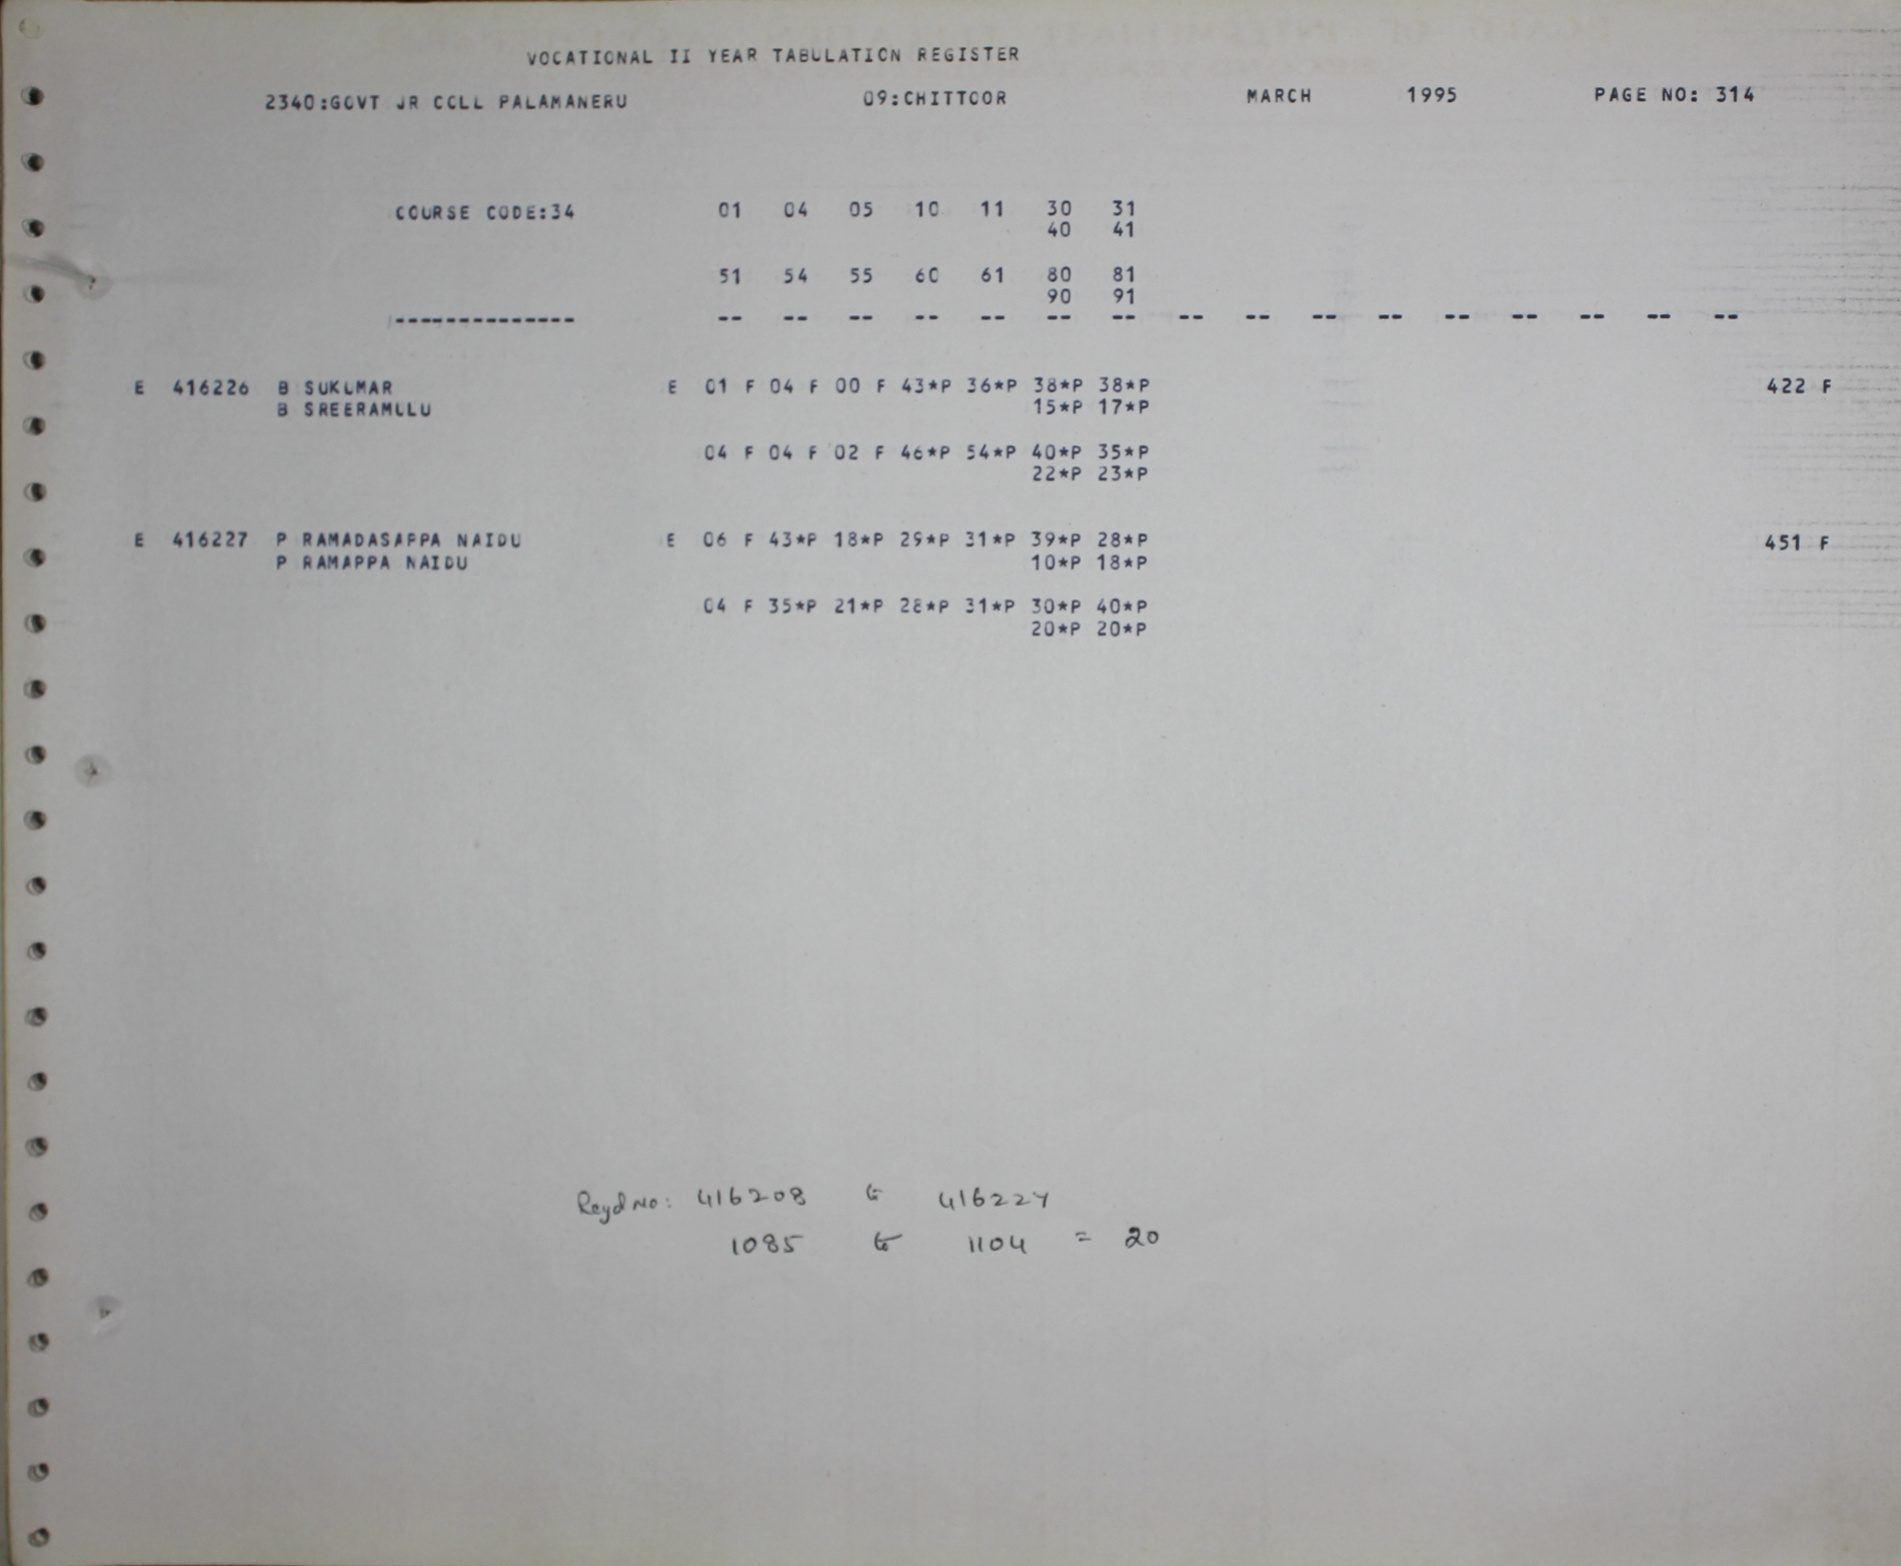 VOCATIONAL II YEAR TABULATION REGISTER
2340:GOVT JR COLL PALAMANERU 09:CHITTOOR MARCH 1995 PAGE NO: 314
COURSE CODE:34 01 04 05 10 11 30 31
40 41
51 54 55 60 61 80 81
90 91
-------------- -- -- -- -- -- -- -- -- -- -- -- -- -- -- -- --
E 416226 B SUKUMAR E 01 F 04 F 00 F 43*P 36*P 38*P 38*P 422 F
B SREERAMULU 15*P 17*P
04 F 04 F 02 F 46*P 54*P 40*P 35*P
22*P 23*P
E 416227 P RAMADASAPPA NAIDU E 06 F 43*P 18*P 29*P 31*P 39*P 28*P 451 F
P RAMAPPA NAIDU 10*P 18*P
04 F 35*P 21*P 28*P 31*P 30*P 40*P
20*P 20*P
Regd No: 416208 to 416227
1085 to 1104 = 20